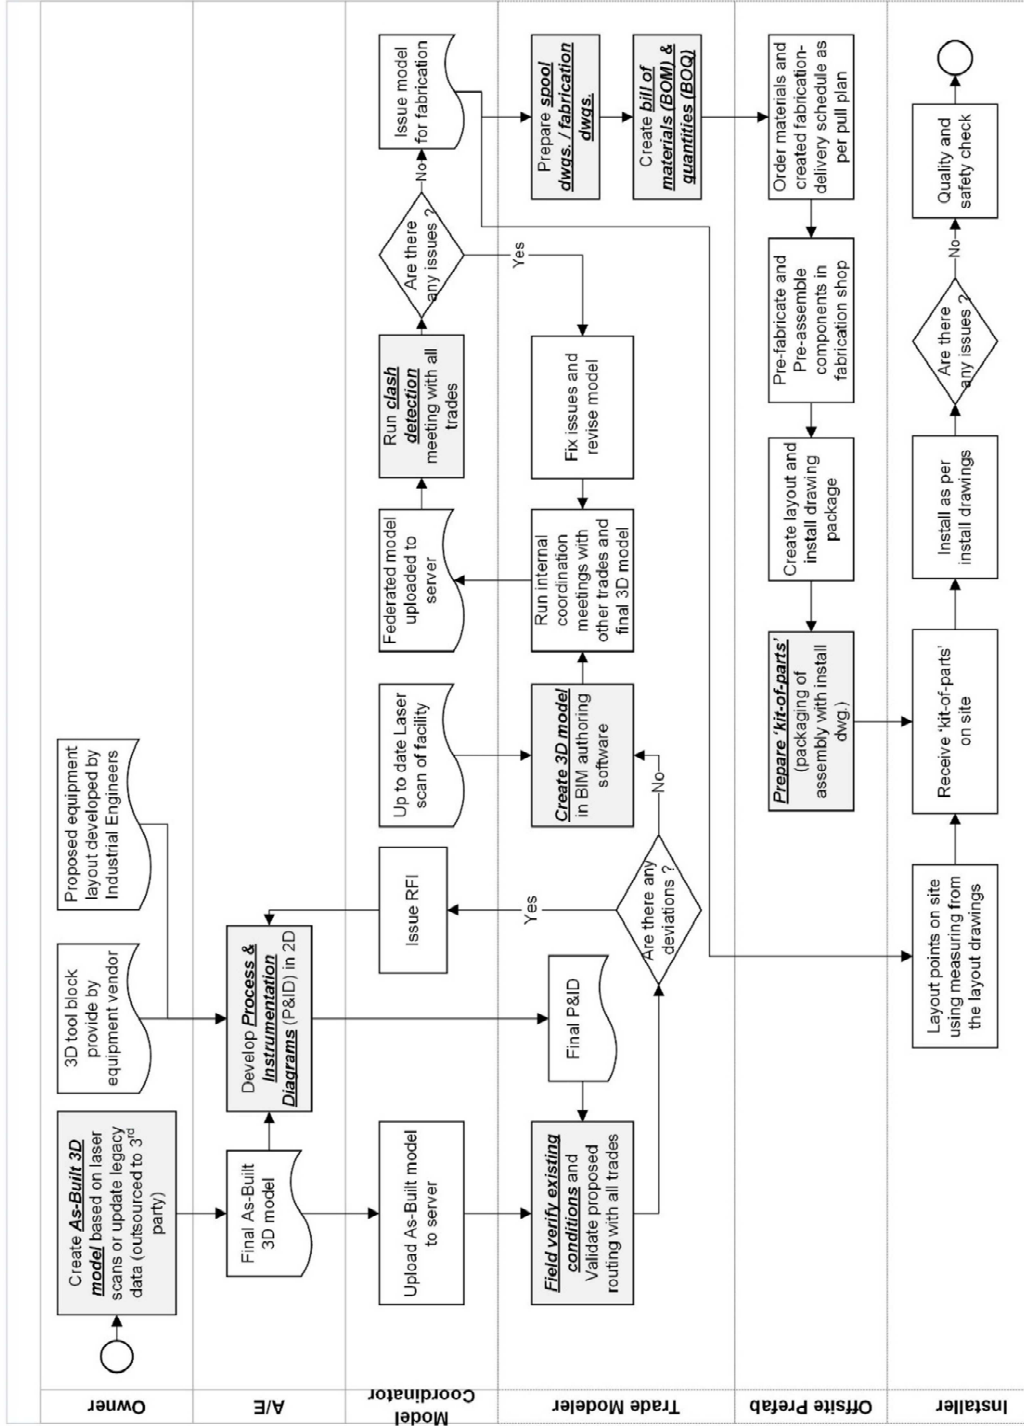 Owner
Create As-Built 3D
model based on laser
scans or update legacy
data (outsourced to 3rd
party)
3D tool block
provide by
equipment vendor
Proposed equipment
layout developed by
Industrial Engineers
A/E
Final As-Built
3D model
Develop Process &
Instrumentation
Diagrams (P&ID) in 2D
Model
Coordinator
Upload As-Built model
to server
Issue RFI
Up to date Laser
scan of facility
Federated model
uploaded to
server
Run clash
detection
meeting with all
trades
Are there
any issues ?
No
Issue model
for fabrication
Yes
Trade Modeler
Field verify existing
conditions and
Validate proposed
routing with all trades
Final P&ID
Are there any
deviations ?
Yes
No
Create 3D model
in BIM authoring
software
Run internal
coordination
meetings with
other trades and
final 3D model
Fix issues and
revise model
Prepare spool
dwgs. / fabrication
dwgs.
Create bill of
materials (BOM) &
quantities (BOQ)
Offsite Prefab
Prepare 'kit-of-parts'
(packaging of
assembly with install
dwg.)
Create layout and
install drawing
package
Pre-fabricate and
Pre-assemble
components in
fabrication shop
Order materials and
created fabrication-
delivery schedule as
per pull plan
Installer
Layout points on site
using measuring from
the layout drawings
Receive 'kit-of-parts'
on site
Install as per
install drawings
Are there
any issues ?
No
Quality and
safety check